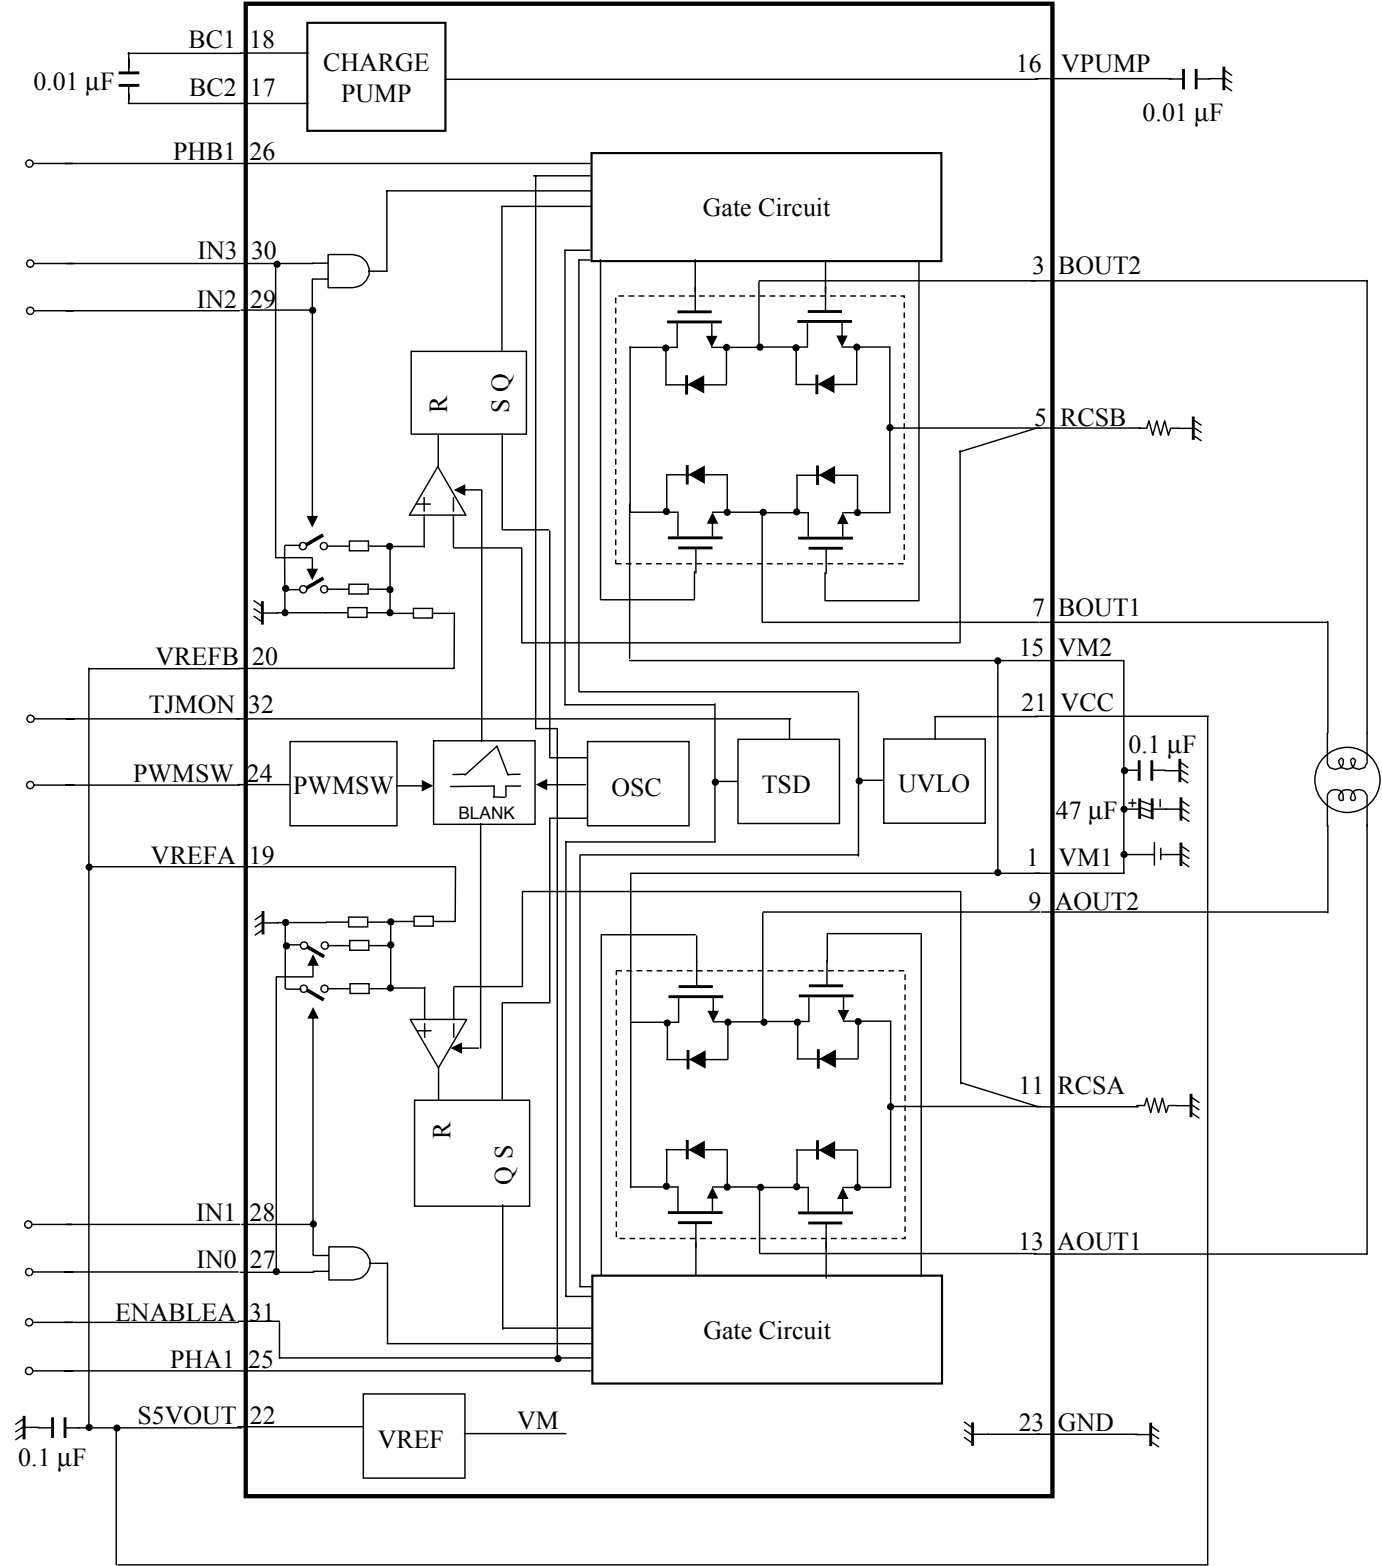 BC1 18
0.01 µF
BC2 17
CHARGE
PUMP
16 VPUMP
0.01 µF
PHB1 26
Gate Circuit
IN3 30
IN2 29
3 BOUT2
R
S Q
5 RCSB
+ −
7 BOUT1
VREFB 20
15 VM2
TJMON 32
21 VCC
PWMSW 24
PWMSW
BLANK
OSC
TSD
UVLO
0.1 µF
47 µF
+ -
VREFA 19
1 VM1
9 AOUT2
+ −
R
Q S
11 RCSA
IN1 28
IN0 27
13 AOUT1
ENABLEA 31
Gate Circuit
PHA1 25
S5VOUT 22
0.1 µF
VREF
VM
23 GND